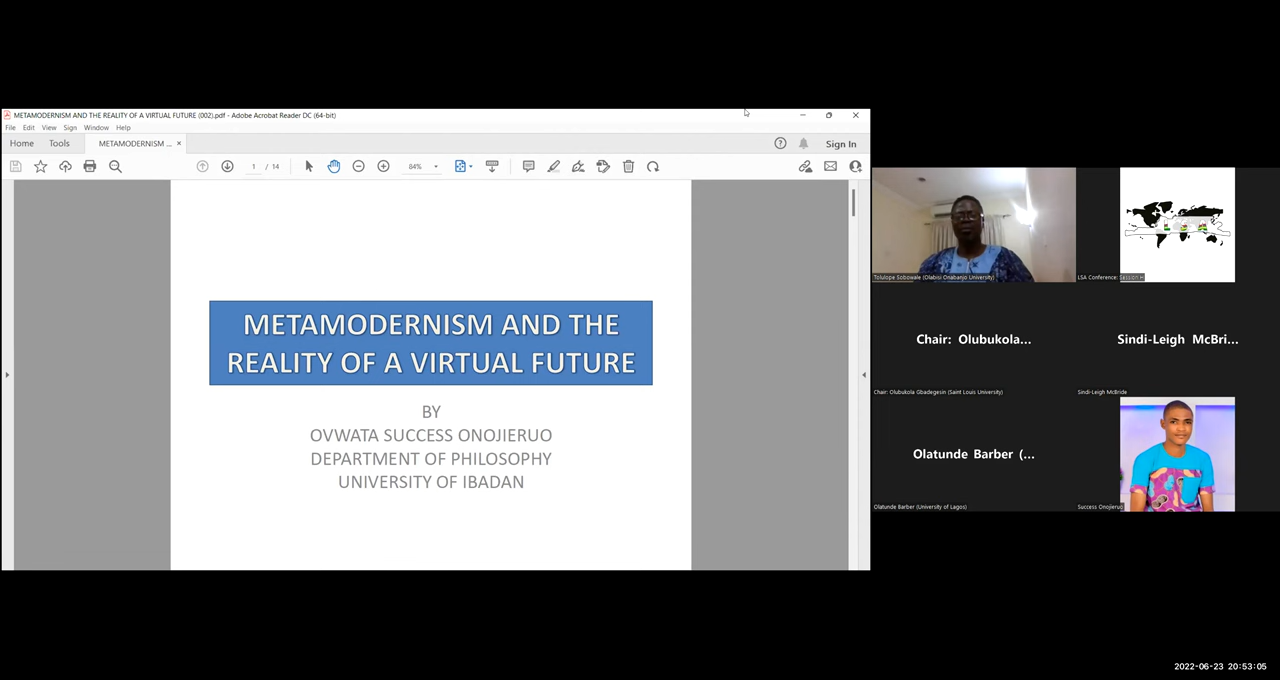 METAMODERNISM AND THE REALITY OF A VIRTUAL FUTURE (002).pdf - Adobe Acrobat Reader DC (64-bit)
File Edit View Sign Window Help
Home Tools METAMODERNISM ... × Sign In
1 / 14 84%
METAMODERNISM AND THE
REALITY OF A VIRTUAL FUTURE
BY
OVWATA SUCCESS ONOJIERUO
DEPARTMENT OF PHILOSOPHY
UNIVERSITY OF IBADAN
Tolulope Sobowale (Olabisi Onabanjo University)
LSA Conference: Session H
Chair: Olubukola...
Chair: Olubukola Gbadegesin (Saint Louis University)
Sindi-Leigh McBri...
Sindi-Leigh McBride
Olatunde Barber (...
Olatunde Barber (University of Lagos)
Success Onojieruo
2022-06-23 20:53:05